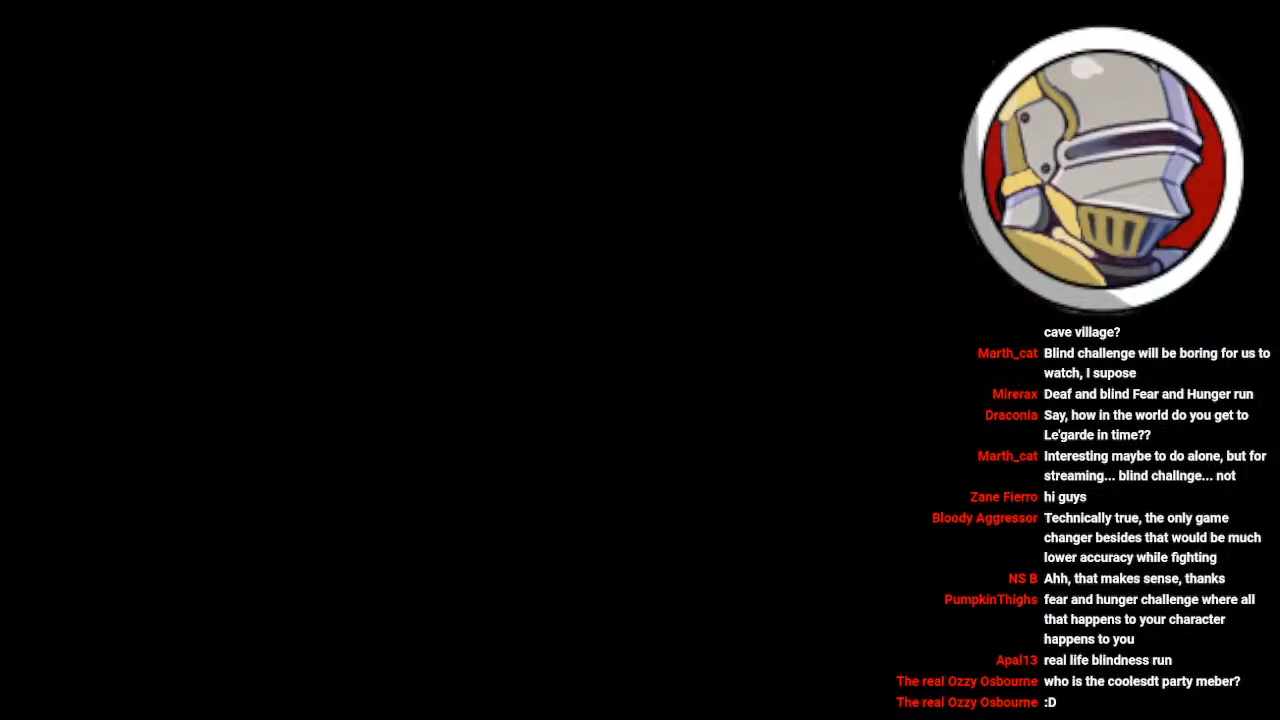 cave village?
Marth_cat Blind challenge will be boring for us to
watch, I supose
Mirerax Deaf and blind Fear and Hunger run
Draconia Say, how in the world do you get to
Le'garde in time??
Marth_cat Interesting maybe to do alone, but for
streaming... blind challnge... not
Zane Fierro hi guys
Bloody Aggressor Technically true, the only game
changer besides that would be much
lower accuracy while fighting
NS B Ahh, that makes sense, thanks
PumpkinThighs fear and hunger challenge where all
that happens to your character
happens to you
Apal13 real life blindness run
The real Ozzy Osbourne who is the coolesdt party meber?
The real Ozzy Osbourne :D